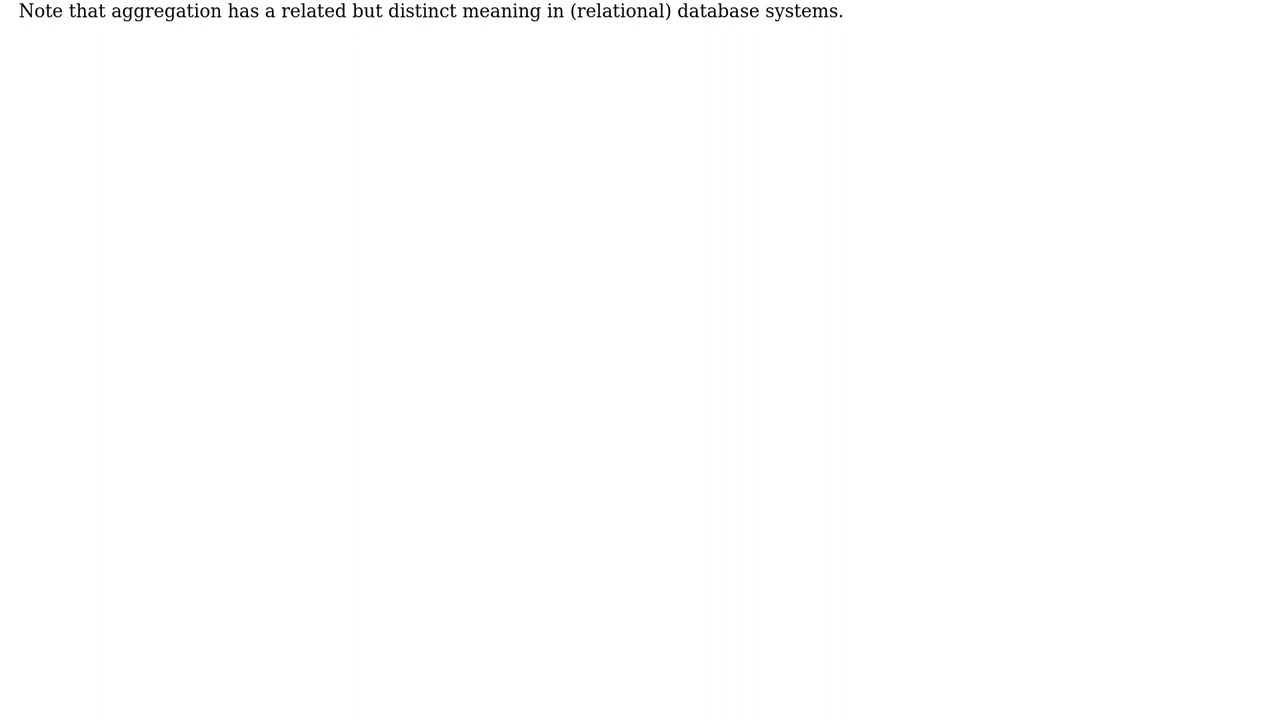 Note that aggregation has a related but distinct meaning in (relational) database systems.